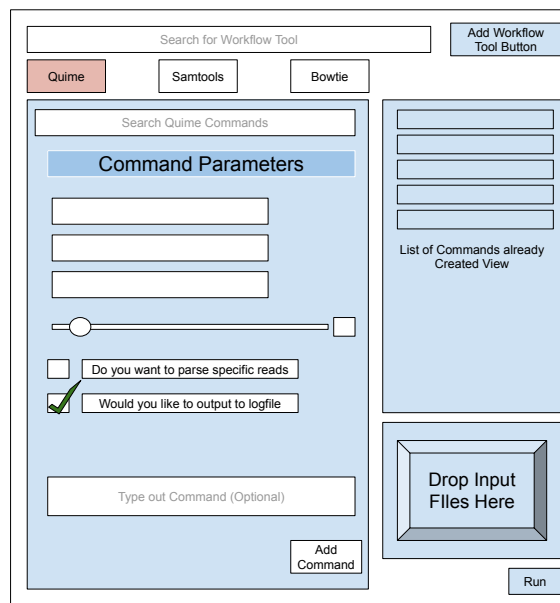 Search for Workflow Tool
Add Workflow
Tool Button
Quime
Samtools
Bowtie
Search Quime Commands
Command Parameters
List of Commands already
Created View
Do you want to parse specific reads
Would you like to output to logfile
Drop Input
FIles Here
Type out Command (Optional)
Add
Command
Run